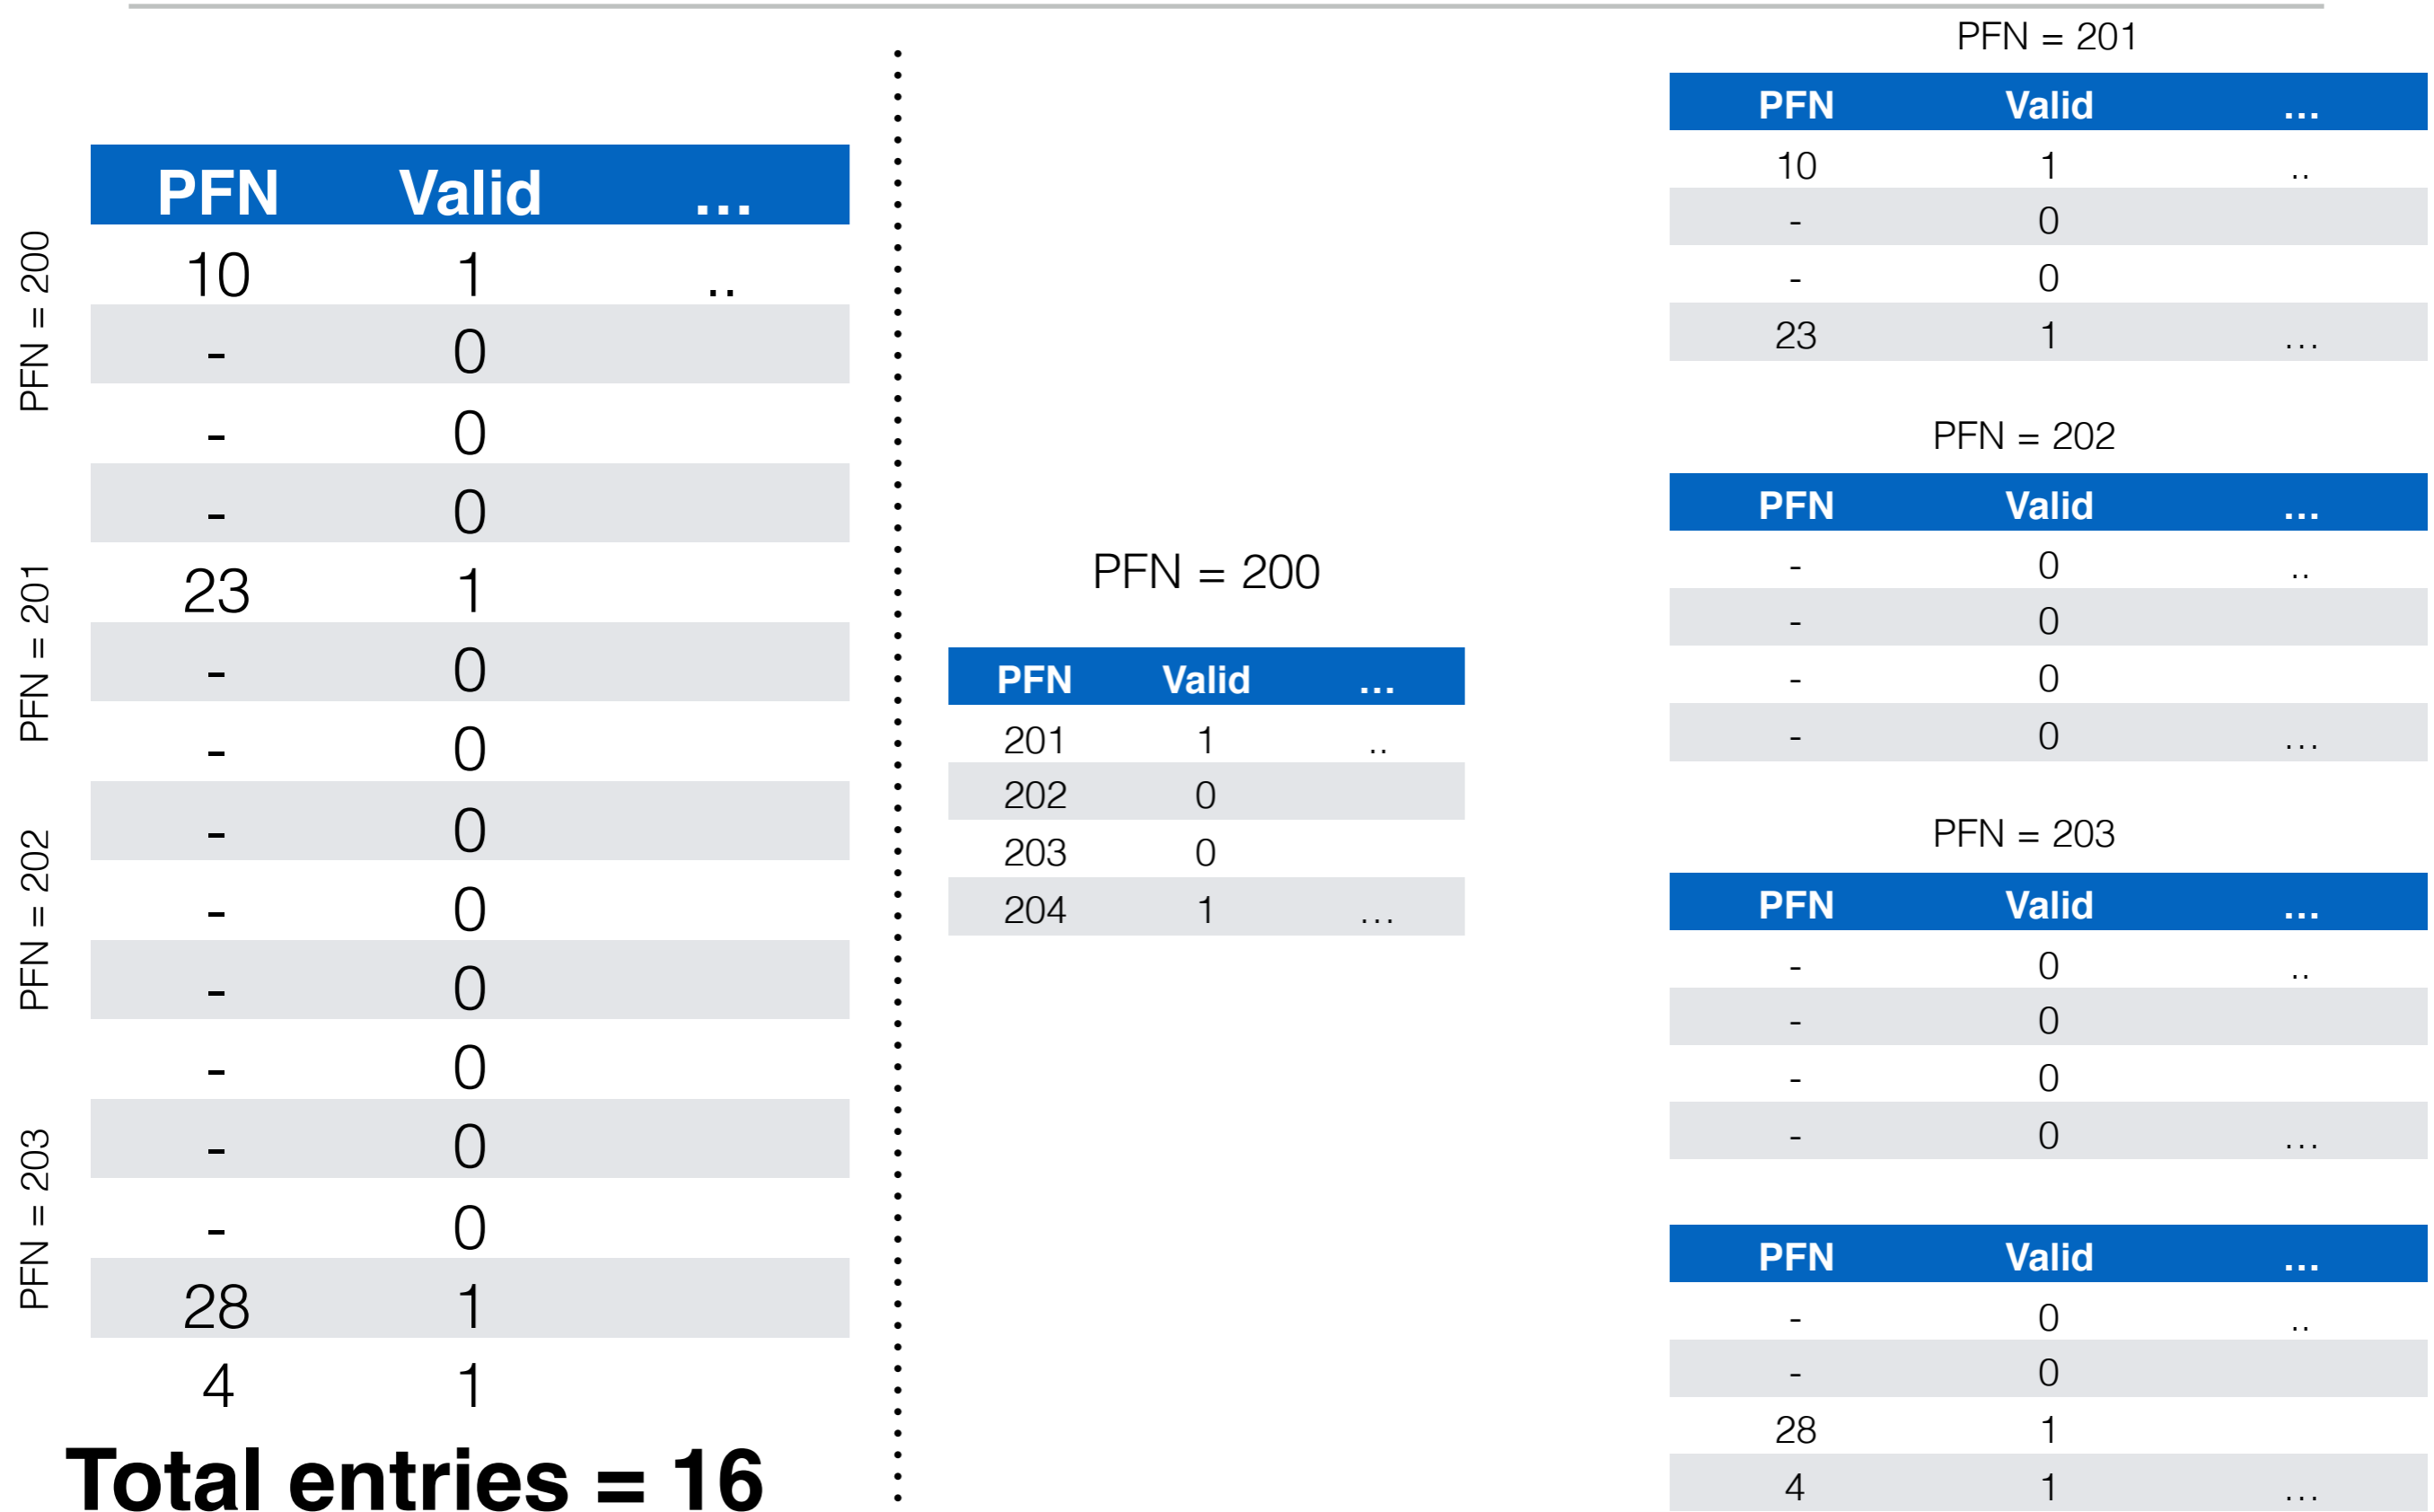 PFN = 200
PFN = 201
PFN = 202
PFN = 203
PFN Valid ...
10 1 ..
- 0
- 0
- 0
23 1
- 0
- 0
- 0
- 0
- 0
- 0
- 0
- 0
28 1
4 1
Total entries = 16
PFN = 200
PFN Valid ...
201 1 ..
202 0
203 0
204 1 ...
PFN = 201
PFN Valid ...
10 1 ..
- 0
- 0
23 1 ...
PFN = 202
PFN Valid ...
- 0 ..
- 0
- 0
- 0 ...
PFN = 203
PFN Valid ...
- 0 ..
- 0
- 0
- 0 ...
PFN Valid ...
- 0 ..
- 0
28 1
4 1 ...